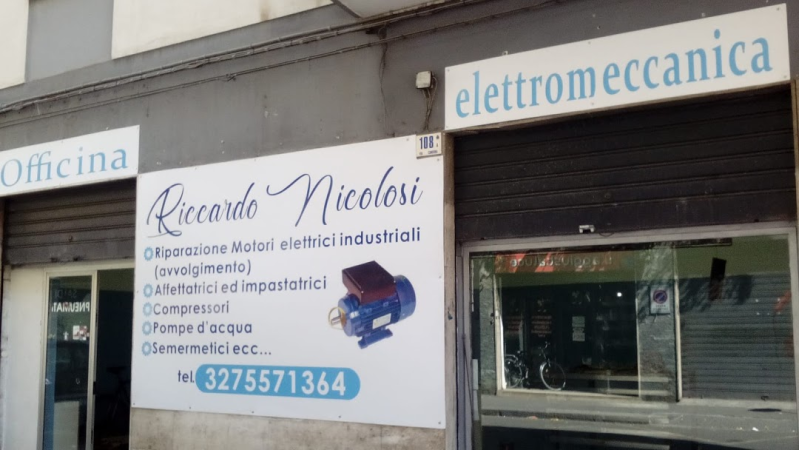 Officina
elettromeccanica
108
Riccardo Nicolosi
Riparazione Motori elettrici industriali
(avvolgimento)
Affettatrici ed impastatrici
Compressori
Pompe d'acqua
Semermetici ecc...
tel. 3275571364